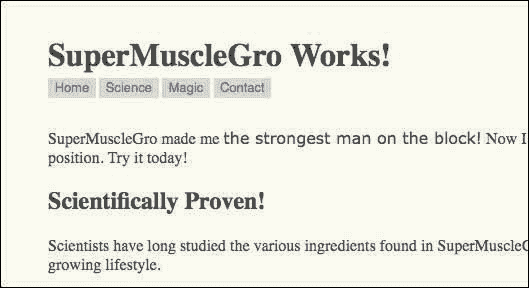 SuperMuscleGro Works!
Home Science Magic Contact
SuperMuscleGro made me the strongest man on the block! Now I
position. Try it today!
Scientifically Proven!
Scientists have long studied the various ingredients found in SuperMuscleG
growing lifestyle.